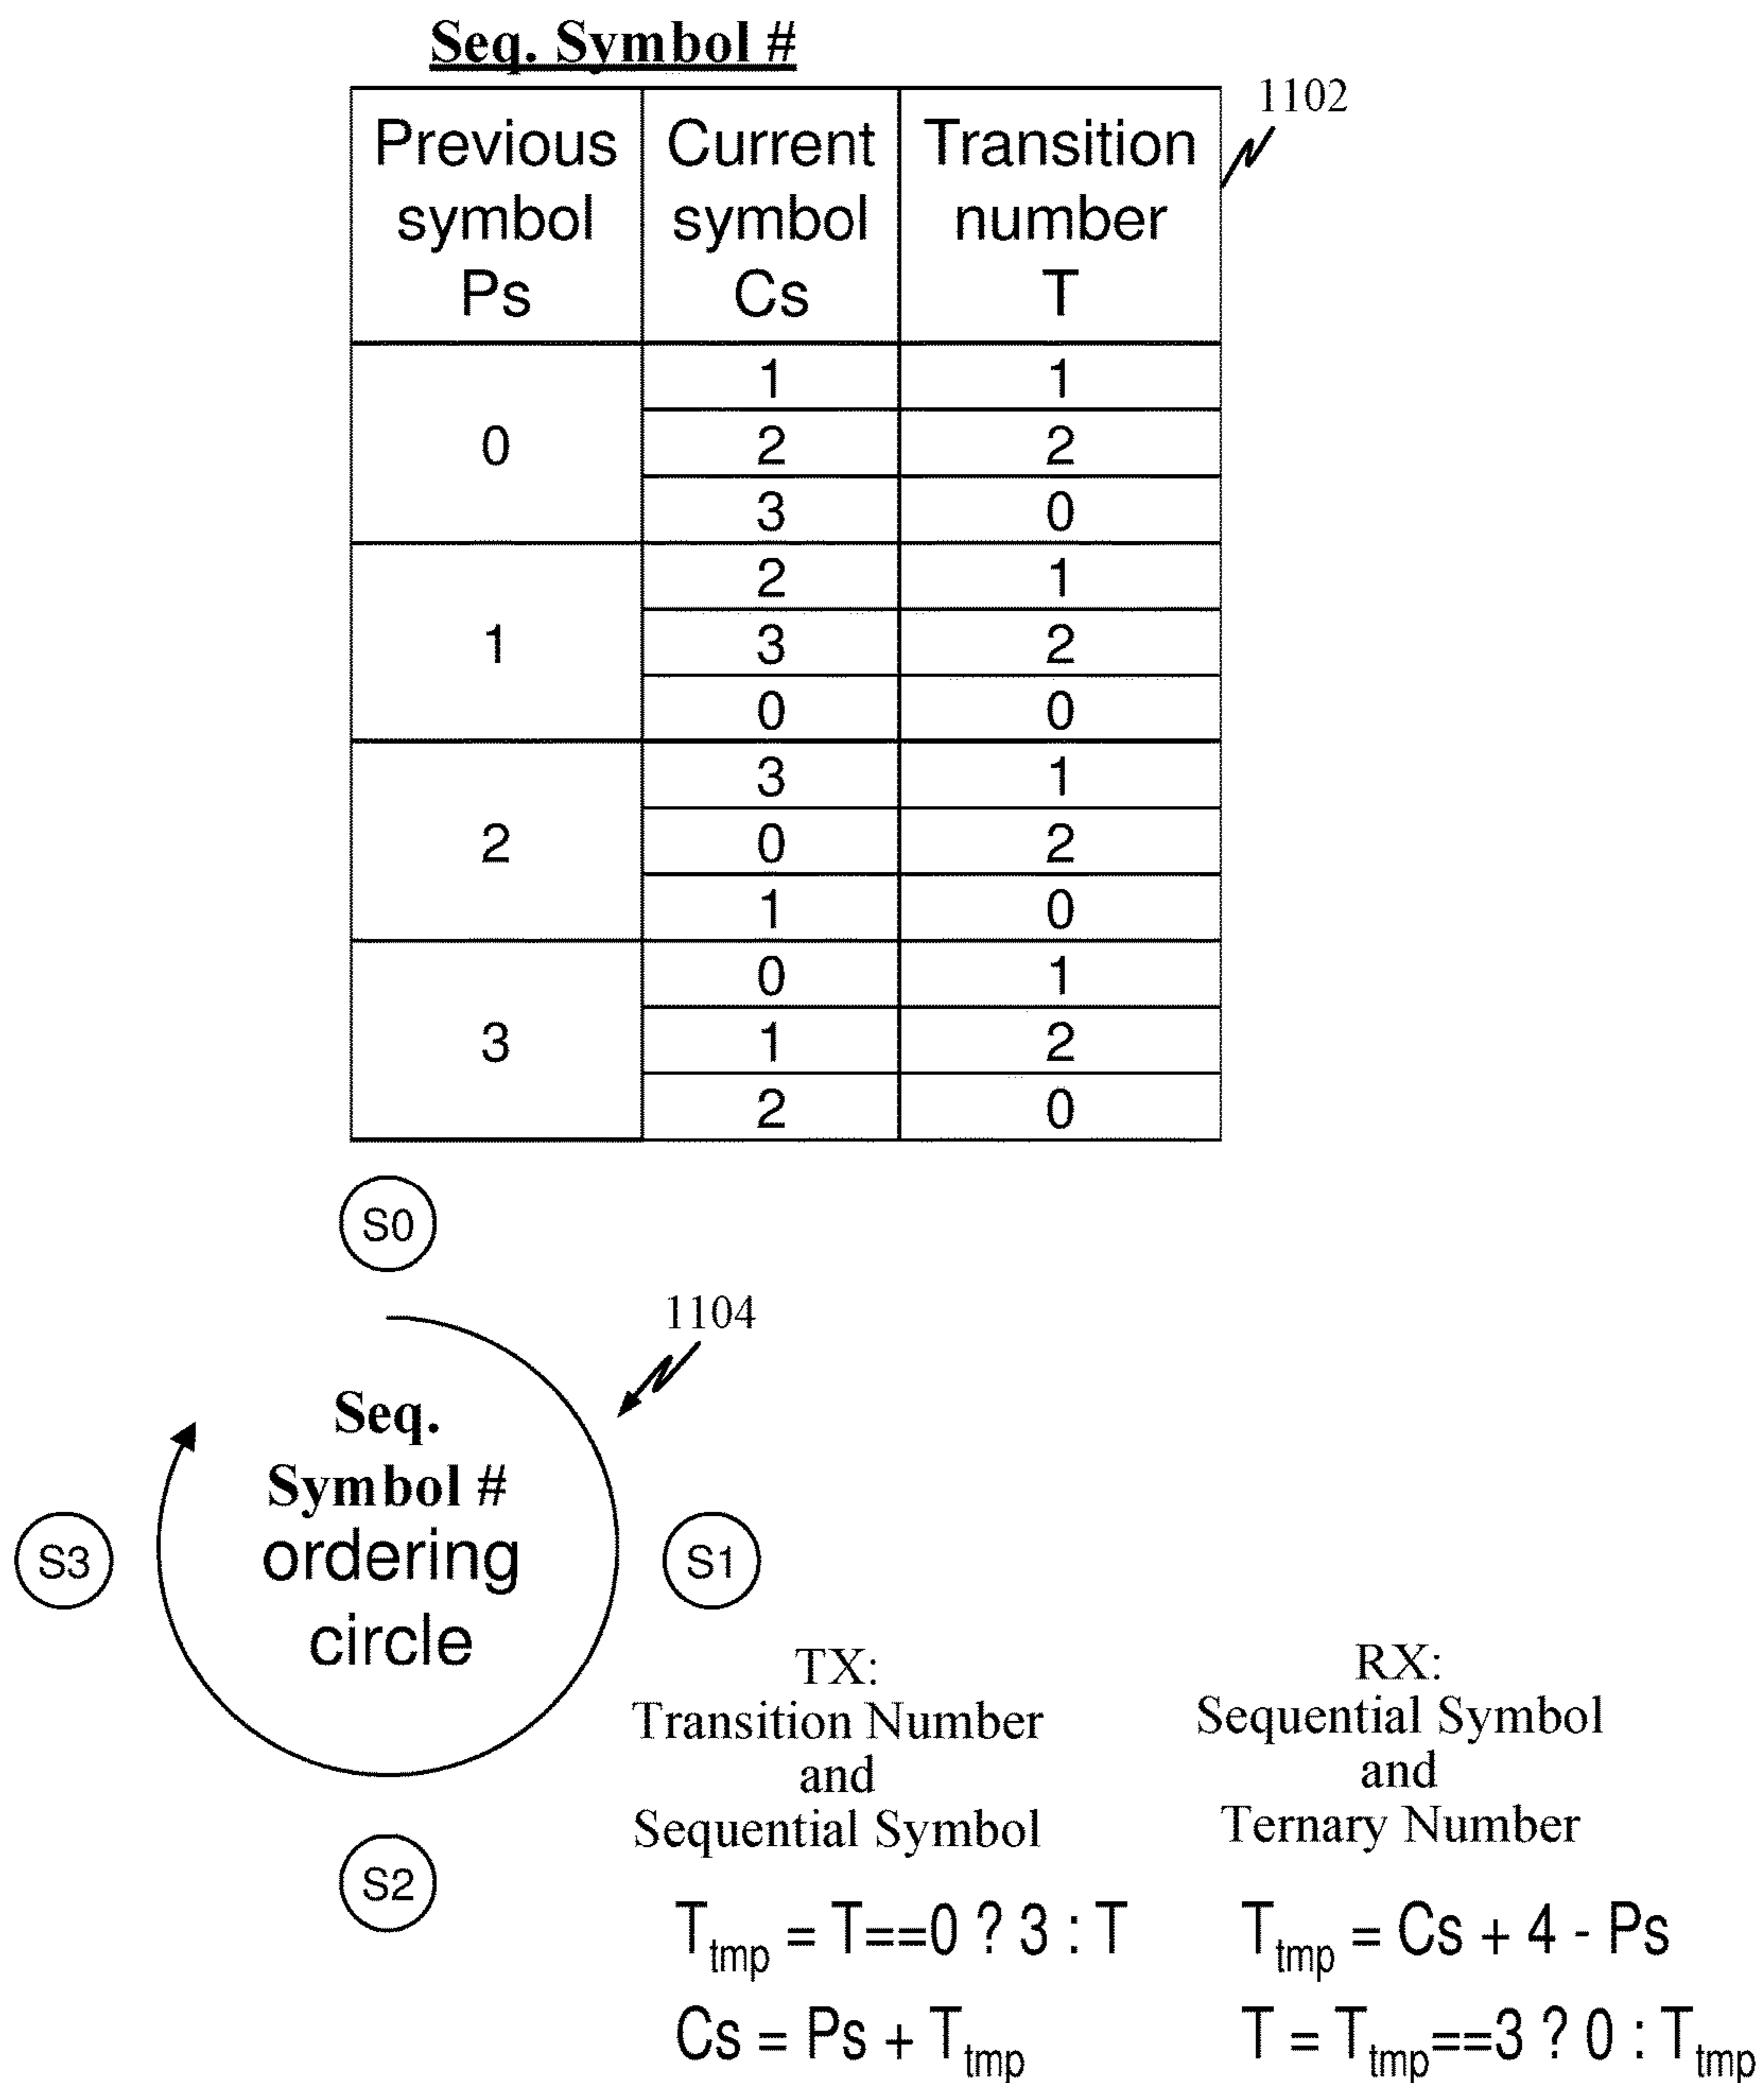 Seq. Symbol #
1102
Previous symbol Ps
Current symbol Cs
Transition number T
0
1 1
2 2
3 0
1
2 1
3 2
0 0
2
3 1
0 2
1 0
3
0 1
1 2
2 0
S0
1104
Seq.
Symbol #
ordering
circle
S3
S1
S2
TX:
Transition Number
and
Sequential Symbol
Ttmp = T==0 ? 3 : T
Cs = Ps + Ttmp
RX:
Sequential Symbol
and
Ternary Number
Ttmp = Cs + 4 - Ps
T = Ttmp==3 ? 0 : Ttmp